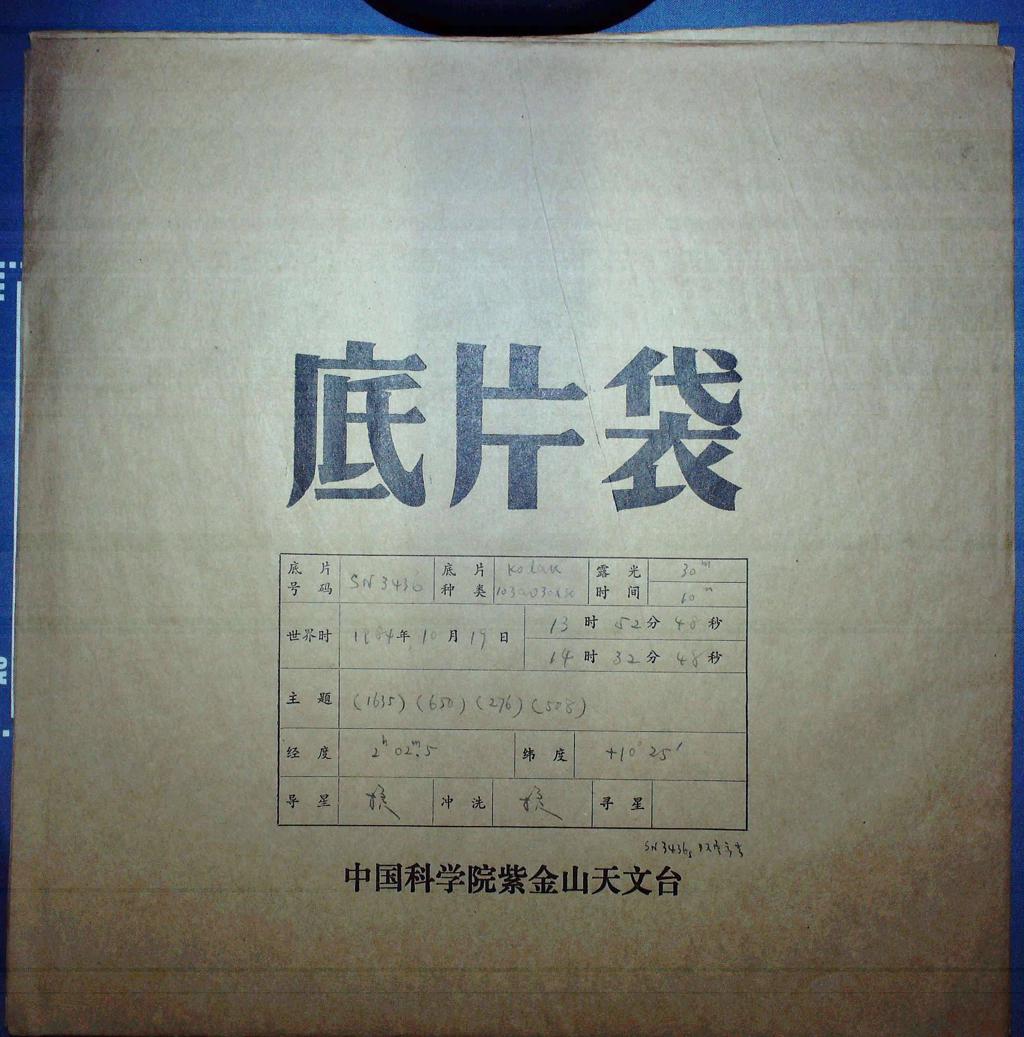 底片袋
底片号码 SN3436 底片种类 Kodak 103aO30x30 露光时间 30m 60m
世界时 1984年10月19日 13时52分48秒
14时32分48秒
主题 (1635) (650) (276) (508)
经度 2h 02m.5 纬度 +10° 25′
导星 冲洗 寻星
SN3436
中国科学院紫金山天文台